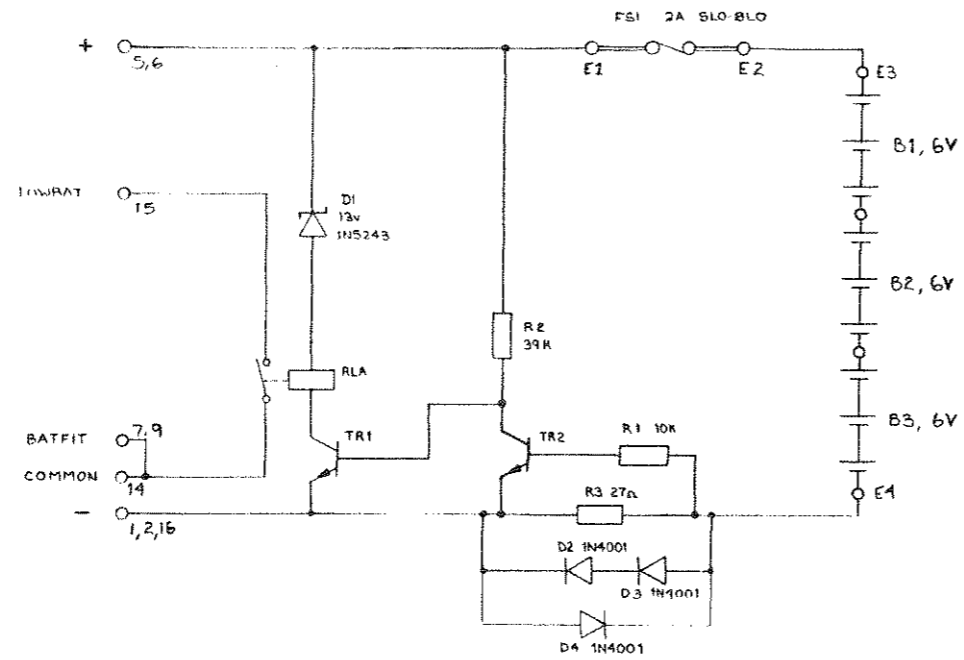 FS1 2A SLO-BLO
+
5,6
E1
E2
E3
B1, 6V
LOWBAT
15
D1
13v
1N5243
B2, 6V
R2
39K
RLA
B3, 6V
BATFIT
7,9
TR1
TR2
R1 10K
COMMON
14
R3 27Ω
E4
−
1,2,16
D2 1N4001
D3 1N4001
D4 1N4001